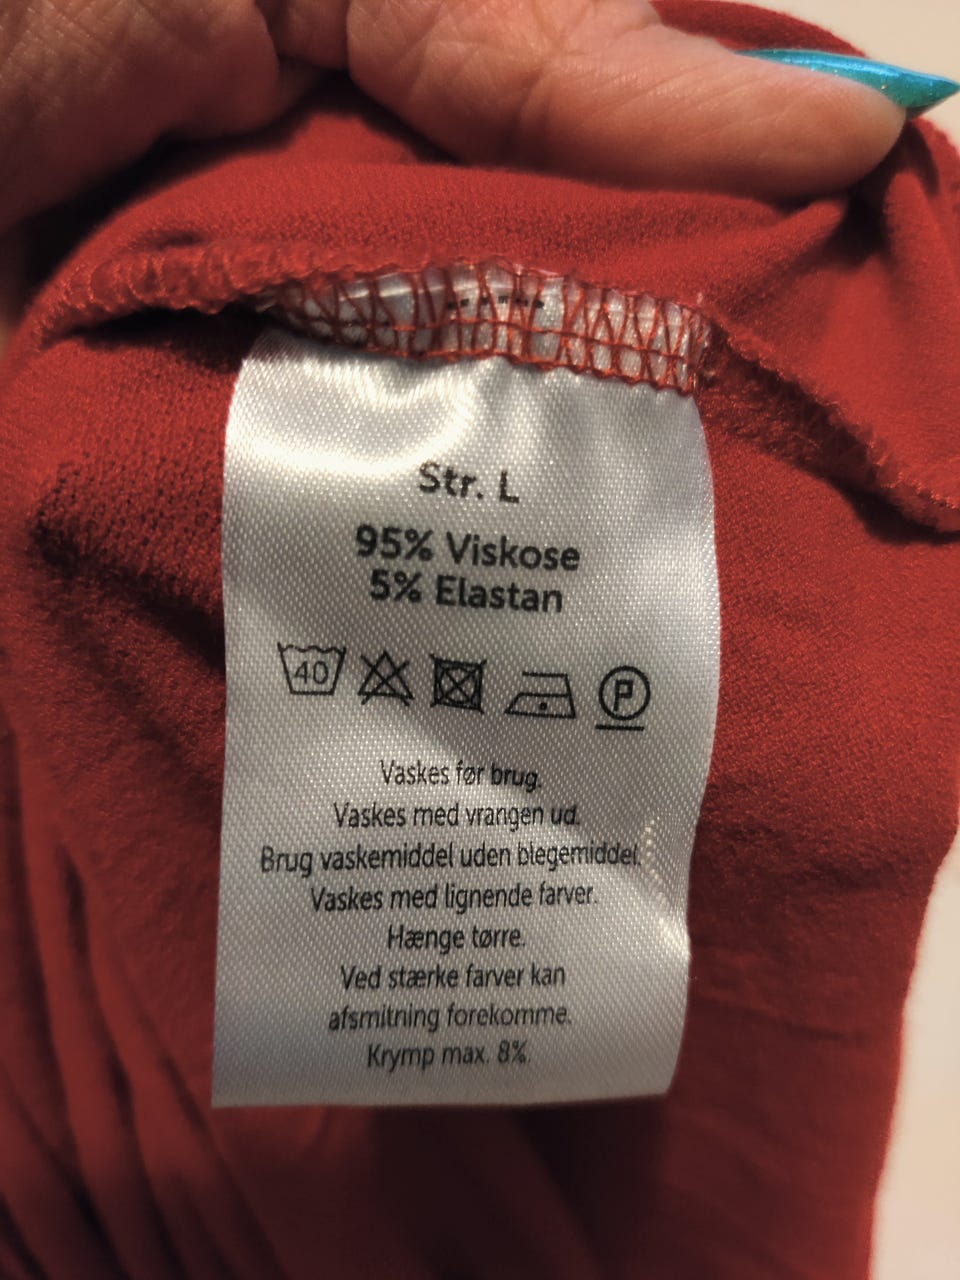 Str. L
95% Viskose
5% Elastan
40 P
Vaskes før brug.
Vaskes med vrangen ud.
Brug vaskemiddel uden blegemiddel.
Vaskes med lignende farver.
Hænge tørre.
Ved stærke farver kan
afsmitning forekomme.
Krymp max. 8%.